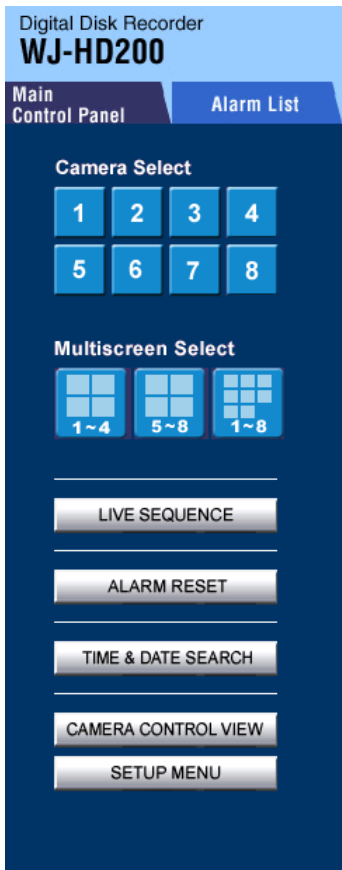 Digital Disk Recorder
WJ-HD200
Main
Control Panel
Alarm List
Camera Select
1 2 3 4
5 6 7 8
Multiscreen Select
1~4 5~8 1~8
LIVE SEQUENCE
ALARM RESET
TIME & DATE SEARCH
CAMERA CONTROL VIEW
SETUP MENU